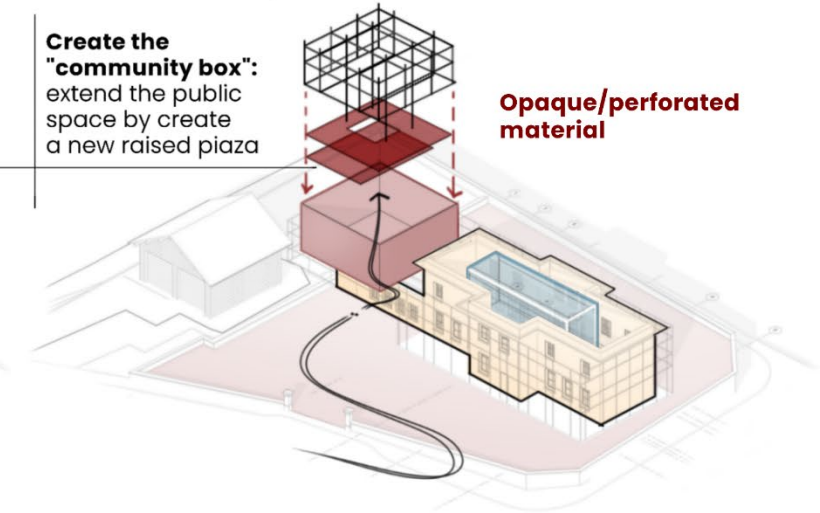 Create the
"community box":
extend the public
space by create
a new raised piaza
Opaque/perforated
material